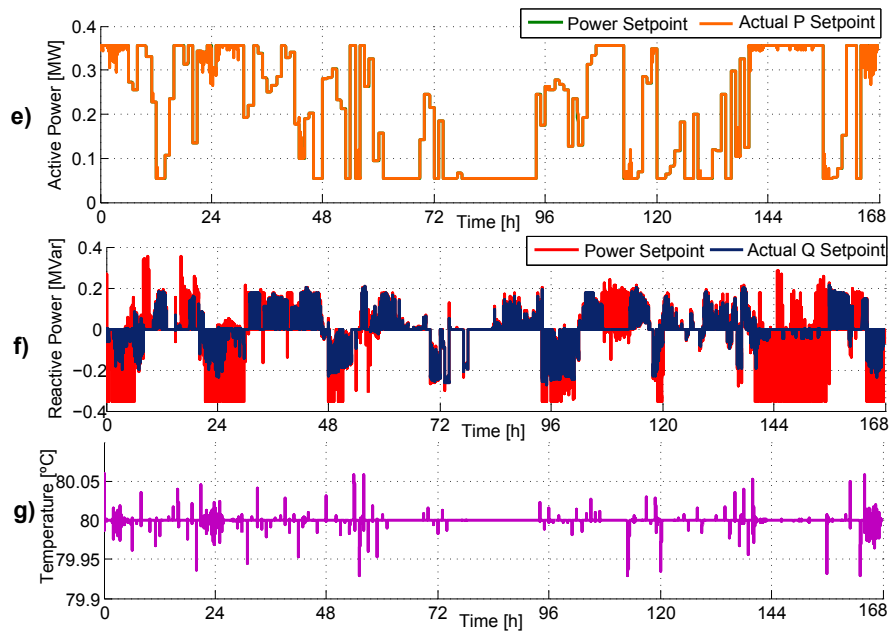 Power Setpoint Actual P Setpoint
0.4
0.3
0.2
0.1
0
Active Power [MW]
e)
0 24 48 72 96 120 144 168
Time [h]
Power Setpoint Actual Q Setpoint
0.4
0.2
0
−0.2
−0.4
Reactive Power [MVar]
f)
0 24 48 72 96 120 144 168
Time [h]
80.05
80
79.95
79.9
Temperature [ºC]
g)
0 24 48 72 96 120 144 168
Time [h]